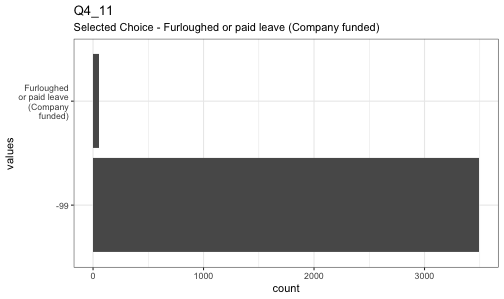 Q4_11
Selected Choice - Furloughed or paid leave (Company funded)
Furloughed
or paid leave
(Company
funded)
-99
values
0 1000 2000 3000
count